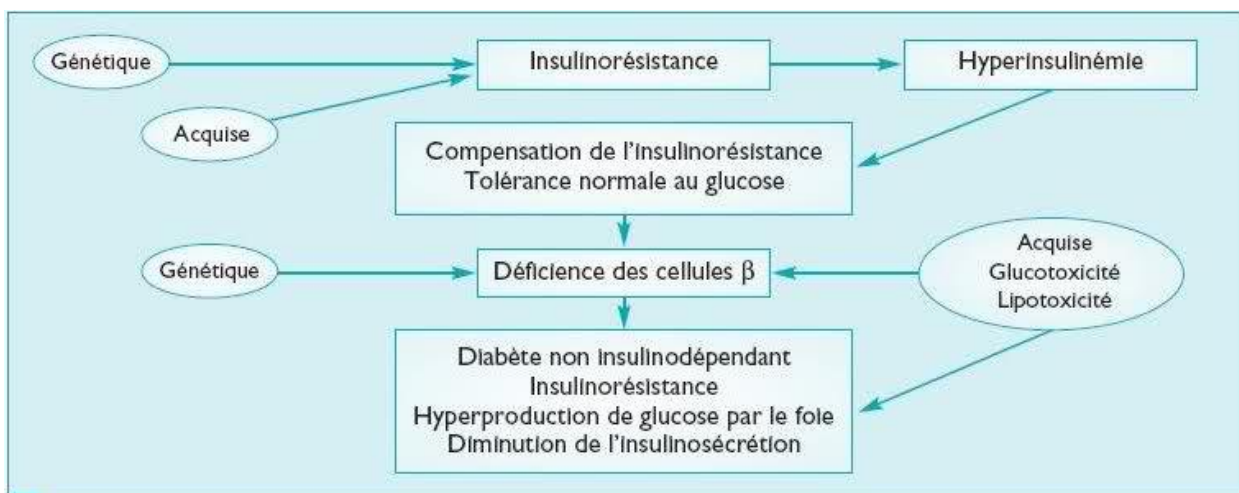 Génétique
Insulinorésistance
Hyperinsulinémie
Acquise
Compensation de l'insulinorésistance
Tolérance normale au glucose
Génétique
Déficience des cellules β
Acquise
Glucotoxicité
Lipotoxicité
Diabète non insulinodépendant
Insulinorésistance
Hyperproduction de glucose par le foie
Diminution de l'insulinosécrétion